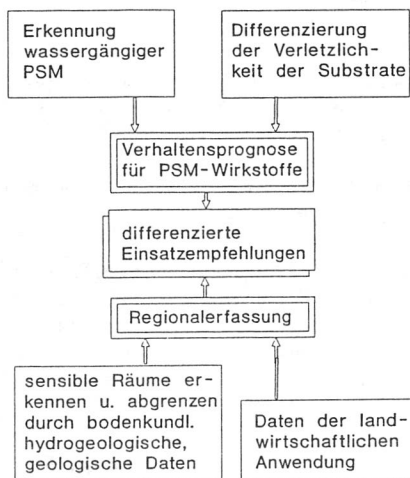 Erkennung
wassergängiger
PSM
Differenzierung
der Verletzlich-
keit der Substrate
Verhaltensprognose
für PSM-Wirkstoffe
differenzierte
Einsatzempfehlungen
Regionalerfassung
sensible Räume er-
kennen u. abgrenzen
durch bodenkundl.
hydrogeologische,
geologische Daten
Daten der land-
wirtschaftlichen
Anwendung